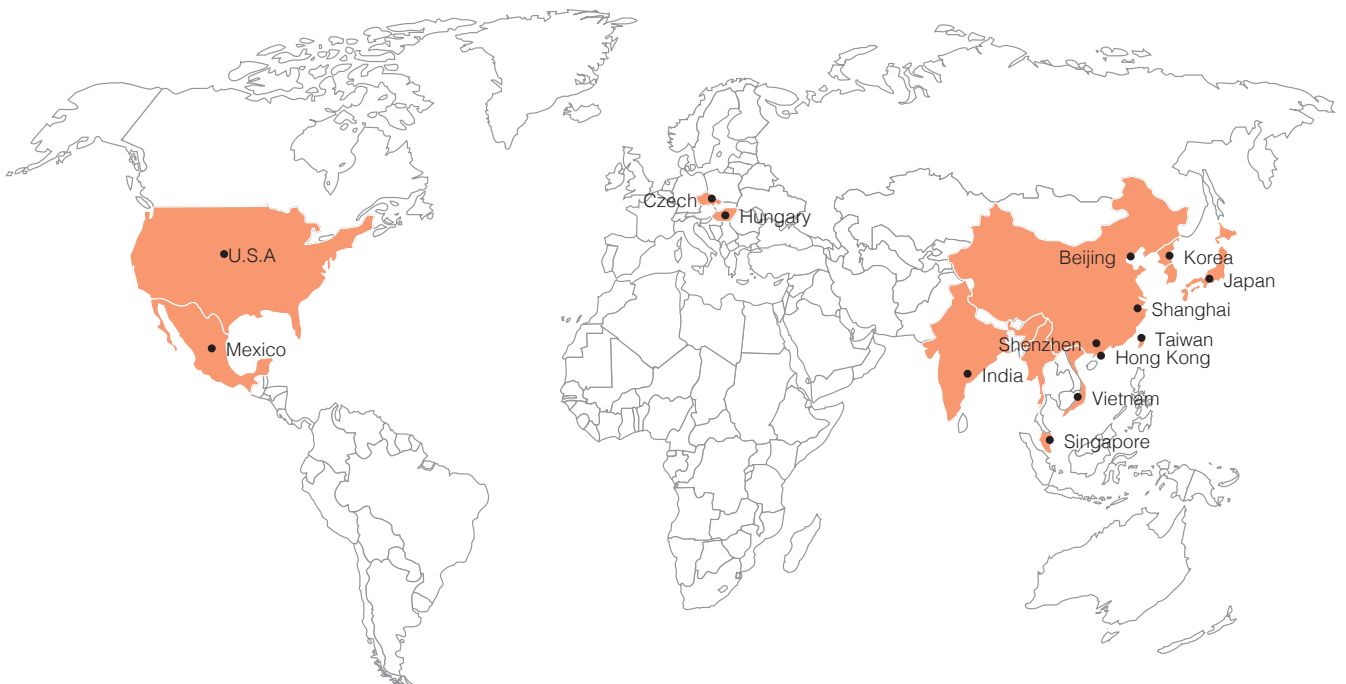 Czech
Hungary
U.S.A
Beijing
Korea
Japan
Shanghai
Taiwan
Shenzhen
Mexico
Hong Kong
India
Vietnam
Singapore